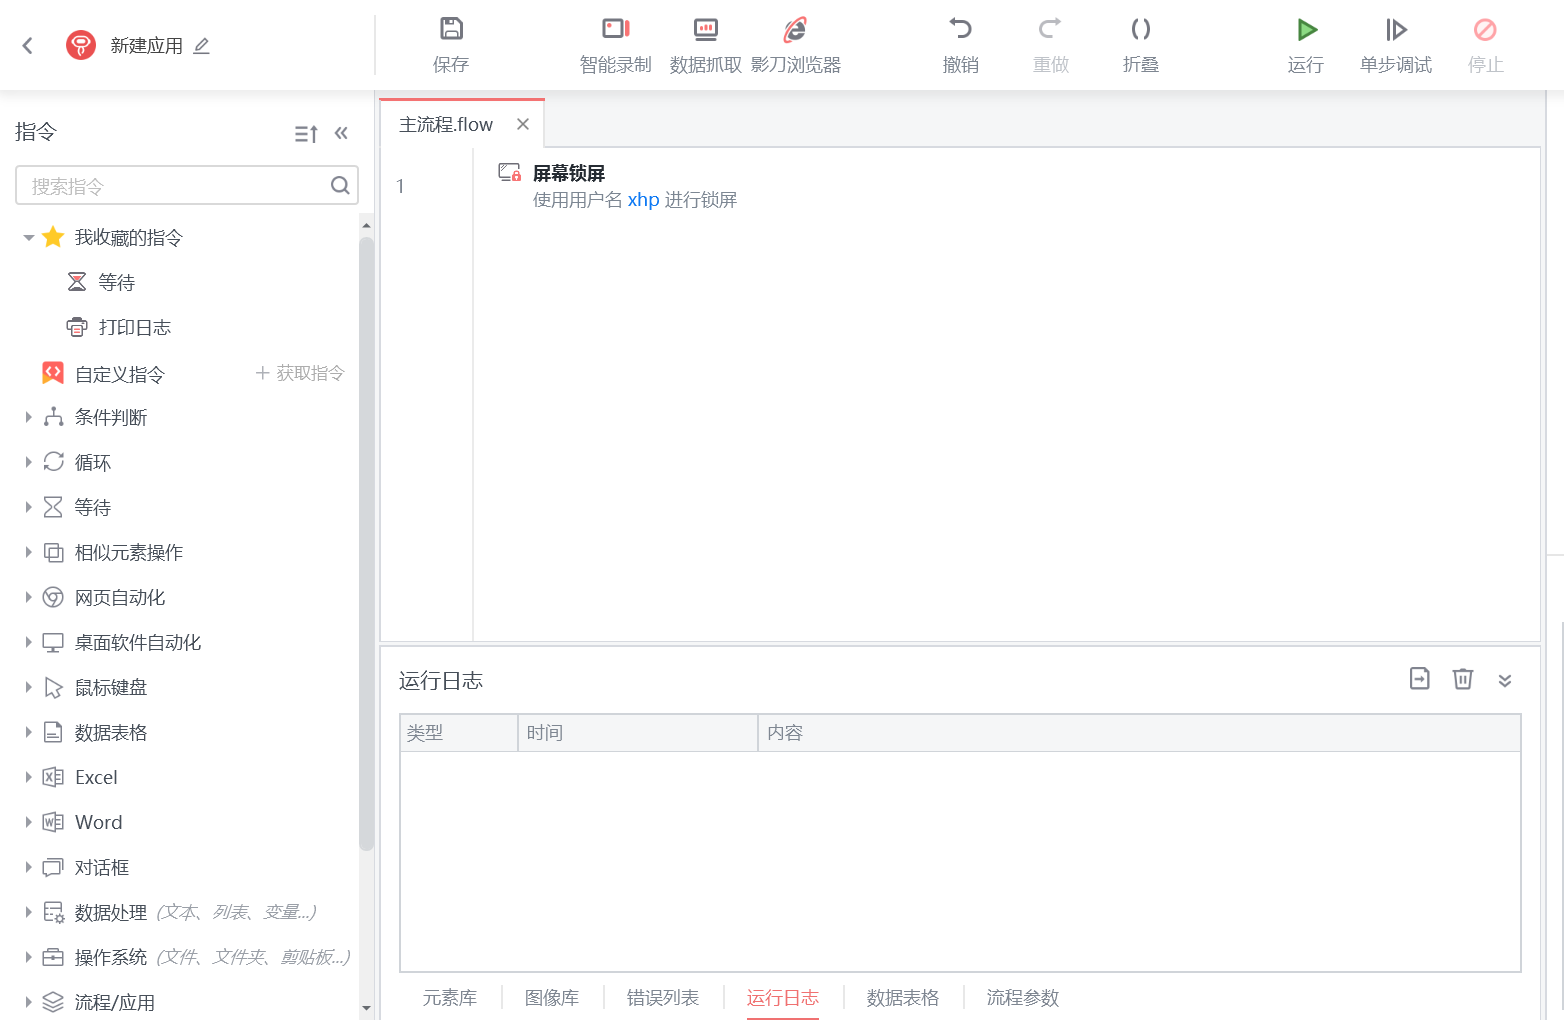 新建应用
保存
智能录制
数据抓取
影刀浏览器
撤销
重做
折叠
运行
单步调试
停止
指令
搜索指令
我收藏的指令
等待
打印日志
自定义指令
+ 获取指令
条件判断
循环
等待
相似元素操作
网页自动化
桌面软件自动化
鼠标键盘
数据表格
Excel
Word
对话框
数据处理 (文本、列表、变量...)
操作系统 (文件、文件夹、剪贴板...)
流程/应用
主流程.flow
1
屏幕锁屏
使用用户名 xhp 进行锁屏
运行日志
类型
时间
内容
元素库
图像库
错误列表
运行日志
数据表格
流程参数